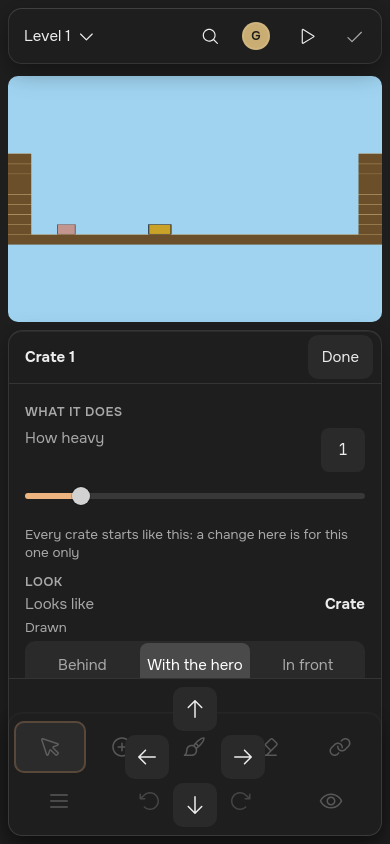 Level 1
G
Crate 1
Done
WHAT IT DOES
How heavy
1
Every crate starts like this: a change here is for this
one only
LOOK
Looks like
Crate
Drawn
Behind
With the hero
In front